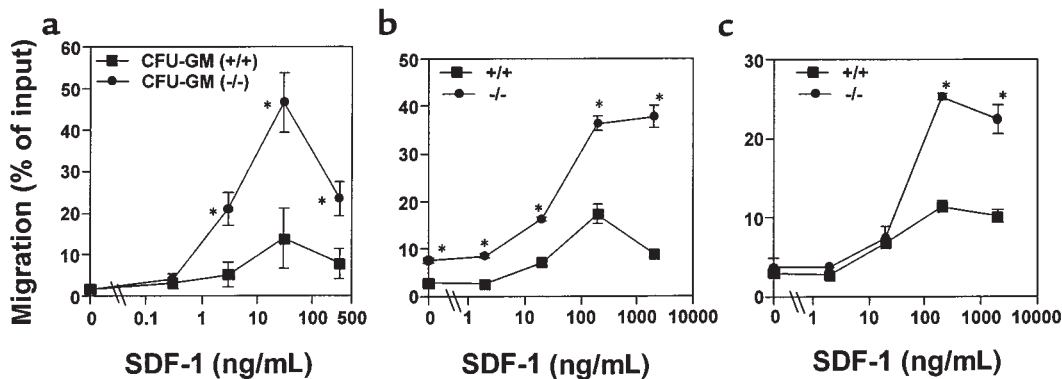 a
Migration (% of input)
60
50
40
30
20
10
0
CFU-GM (+/+)
CFU-GM (-/-)
*
*
*
0 0.1 1 10 100 500
SDF-1 (ng/mL)
b
50
40
30
20
10
0
+/+
-/-
*
*
*
*
*
0 1 10 100 1000 10000
SDF-1 (ng/mL)
c
30
20
10
0
+/+
-/-
*
*
0 1 10 100 1000 10000
SDF-1 (ng/mL)